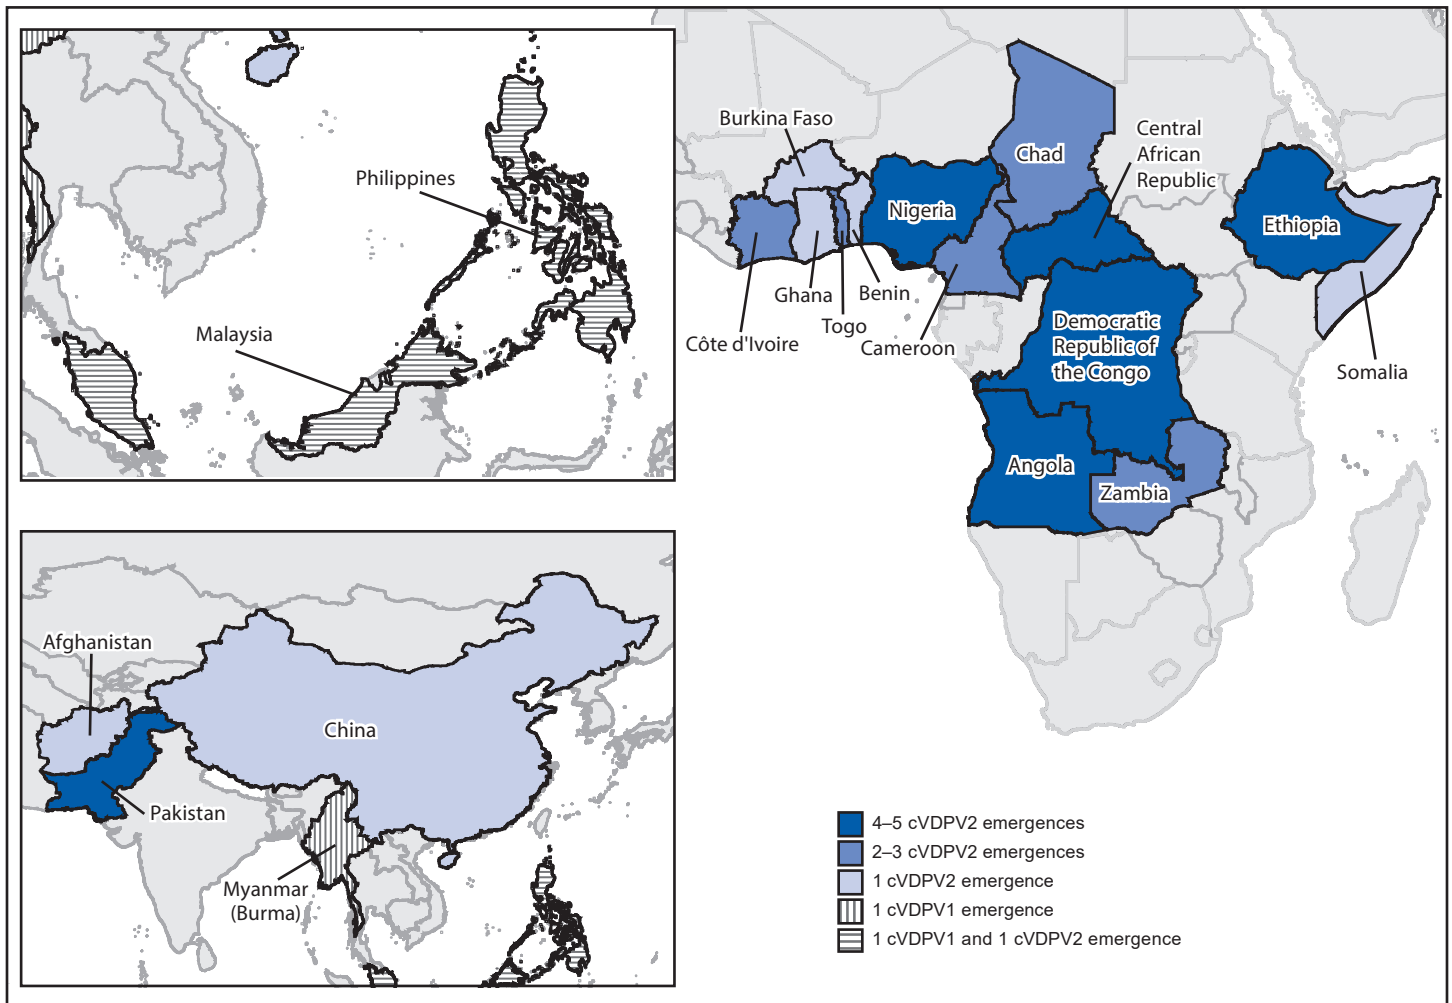 Philippines
Malaysia
Afghanistan
China
Pakistan
Myanmar
(Burma)
Burkina Faso
Chad
Central
African
Republic
Nigeria
Ethiopia
Ghana
Benin
Togo
Côte d'Ivoire
Cameroon
Democratic
Republic of
the Congo
Somalia
Angola
Zambia
4–5 cVDPV2 emergences
2–3 cVDPV2 emergences
1 cVDPV2 emergence
1 cVDPV1 emergence
1 cVDPV1 and 1 cVDPV2 emergence